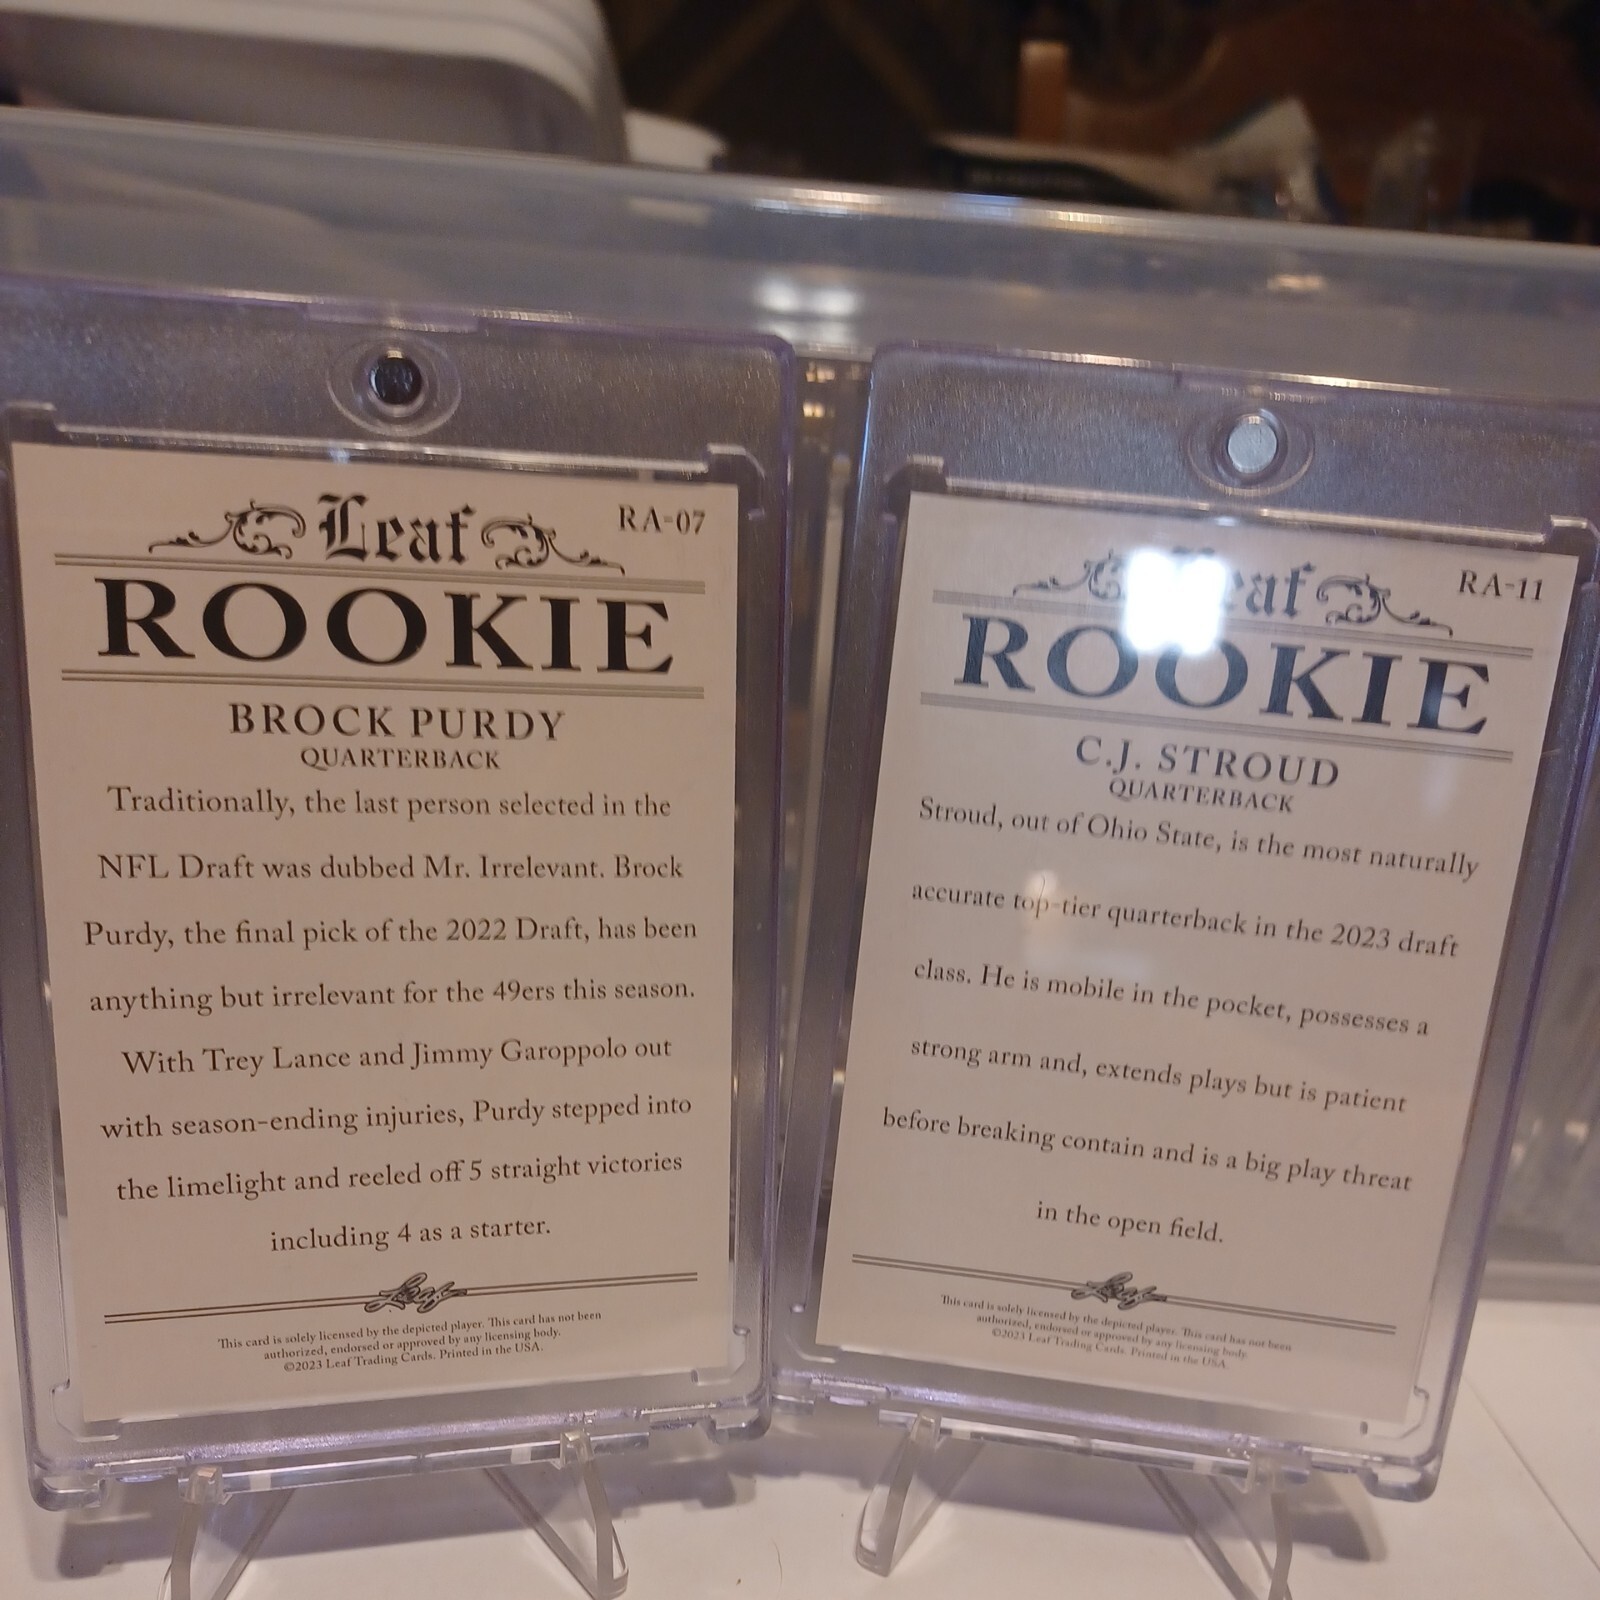 Leaf
RA-07
ROOKIE
BROCK PURDY
QUARTERBACK
Traditionally, the last person selected in the
NFL Draft was dubbed Mr. Irrelevant. Brock
Purdy, the final pick of the 2022 Draft, has been
anything but irrelevant for the 49ers this season.
With Trey Lance and Jimmy Garoppolo out
with season-ending injuries, Purdy stepped into
the limelight and reeled off 5 straight victories
including 4 as a starter.
Leaf
This card is solely licensed by the depicted player. This card has not been
authorized, endorsed or approved by any licensing body.
©2023 Leaf Trading Cards. Printed in the USA.
Leaf
RA-11
ROOKIE
C.J. STROUD
QUARTERBACK
Stroud, out of Ohio State, is the most naturally
accurate top-tier quarterback in the 2023 draft
class. He is mobile in the pocket, possesses a
strong arm and, extends plays but is patient
before breaking contain and is a big play threat
in the open field.
Leaf
This card is solely licensed by the depicted player. This card has not been
authorized, endorsed or approved by any licensing body.
©2023 Leaf Trading Cards. Printed in the USA.